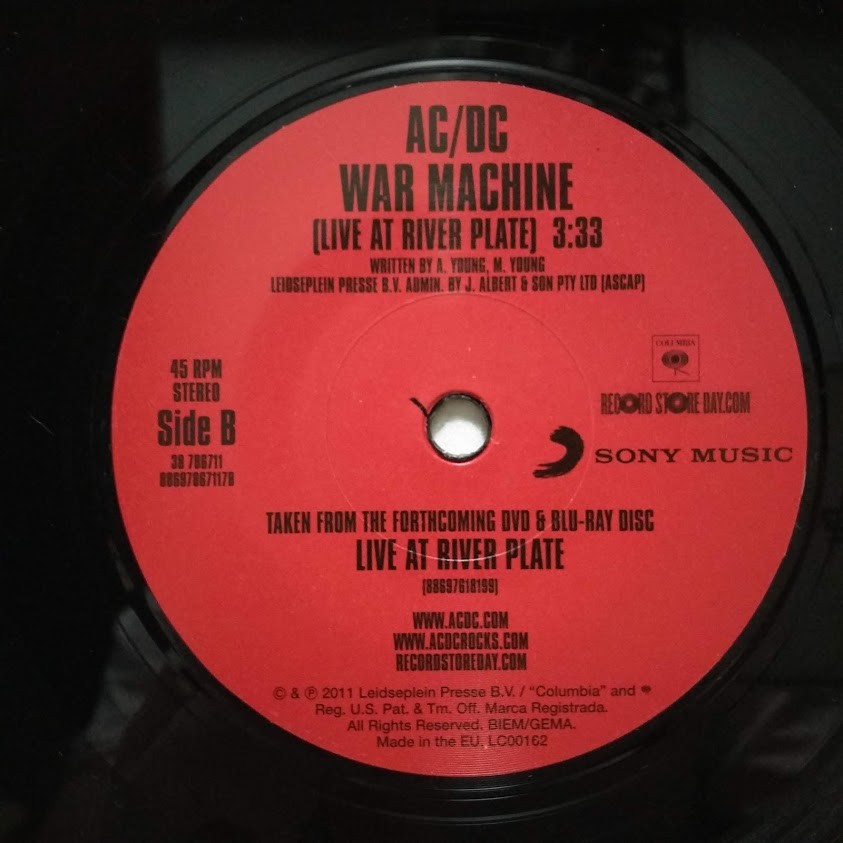 AC/DC
WAR MACHINE
(LIVE AT RIVER PLATE) 3:33
WRITTEN BY A. YOUNG, M. YOUNG
LEIDSEPLEIN PRESSE B.V. ADMIN. BY J. ALBERT & SON PTY LTD (ASCAP)
45 RPM
STEREO
Side B
38 786711
886978671178
COLUMBIA
RECORD STORE DAY.COM
SONY MUSIC
TAKEN FROM THE FORTHCOMING DVD & BLU-RAY DISC
LIVE AT RIVER PLATE
(88697618199)
WWW.ACDC.COM
WWW.ACDCROCKS.COM
RECORDSTOREDAY.COM
© & ℗ 2011 Leidseplein Presse B.V. / “Columbia” and
Reg. U.S. Pat. & Tm. Off. Marca Registrada.
All Rights Reserved. BIEM/GEMA.
Made in the EU. LC00162